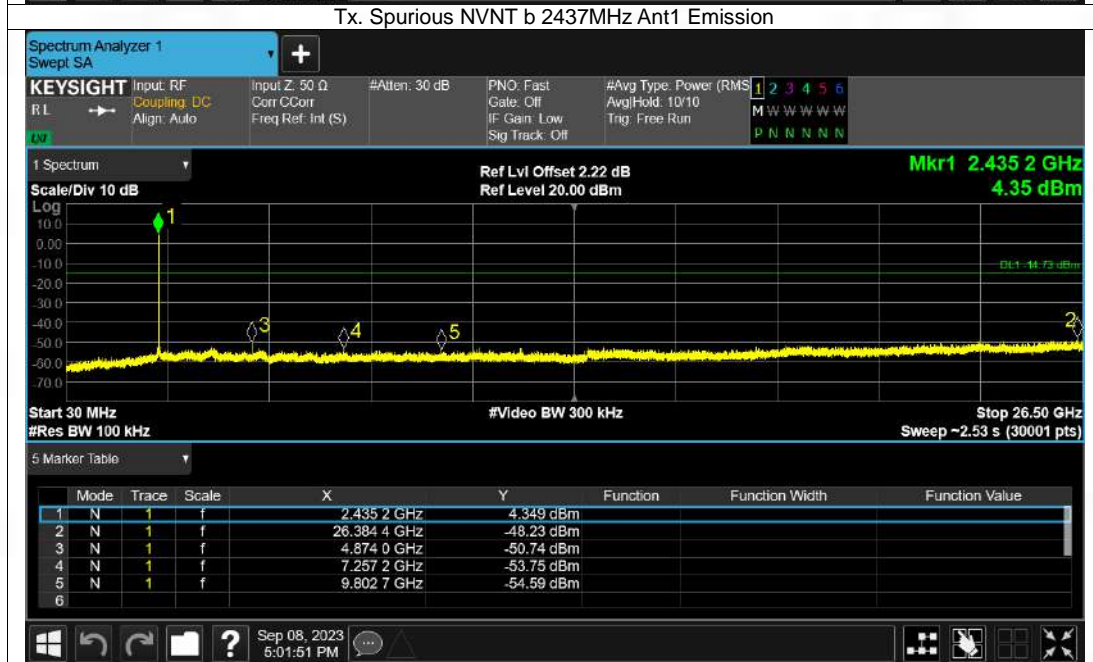 Tx. Spurious NVNT b 2437MHz Ant1 Emission
Spectrum Analyzer 1
Swept SA
+
KEYSIGHT
RL
LXI
Input: RF
Coupling: DC
Align: Auto
Input Z: 50 Ω
Corr CCorr
Freq Ref: Int (S)
#Atten: 30 dB
PNO: Fast
Gate: Off
IF Gain: Low
Sig Track: Off
#Avg Type: Power (RMS
Avg|Hold: 10/10
Trig: Free Run
1 2 3 4 5 6
M W W W W W
P N N N N N
1 Spectrum
Scale/Div 10 dB
Ref Lvl Offset 2.22 dB
Ref Level 20.00 dBm
Mkr1 2.435 2 GHz
4.35 dBm
Log
10.0
0.00
-10.0
-20.0
-30.0
-40.0
-50.0
-60.0
-70.0
1
DL1 -14.73 dBm
2
3
4
5
Start 30 MHz
#Res BW 100 kHz
#Video BW 300 kHz
Stop 26.50 GHz
Sweep ~2.53 s (30001 pts)
5 Marker Table
Mode Trace Scale X Y Function Function Width Function Value
1 N 1 f 2.435 2 GHz 4.349 dBm
2 N 1 f 26.384 4 GHz -48.23 dBm
3 N 1 f 4.874 0 GHz -50.74 dBm
4 N 1 f 7.257 2 GHz -53.75 dBm
5 N 1 f 9.802 7 GHz -54.59 dBm
6
?
Sep 08, 2023
5:01:51 PM